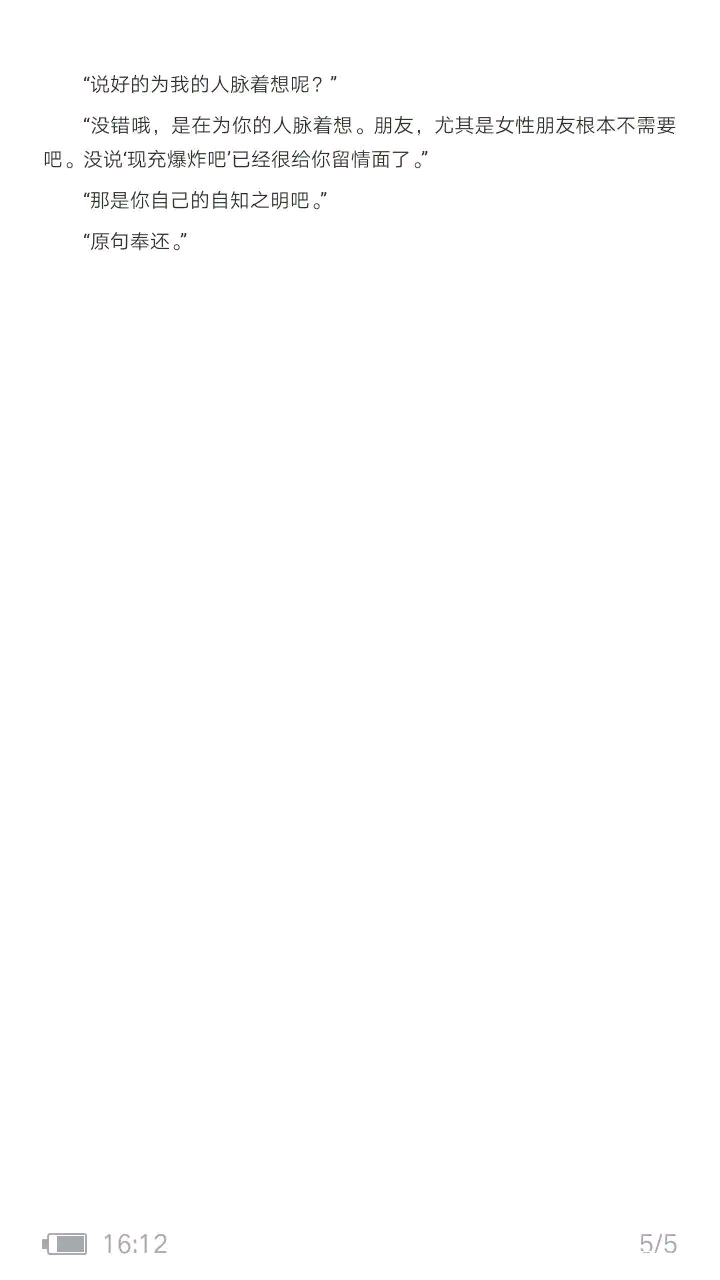 “说好的为我的人脉着想呢？”
“没错哦，是在为你的人脉着想。朋友，尤其是女性朋友根本不需要
吧。没说‘现充爆炸吧’已经很给你留情面了。”
“那是你自己的自知之明吧。”
“原句奉还。”
16:12
5/5